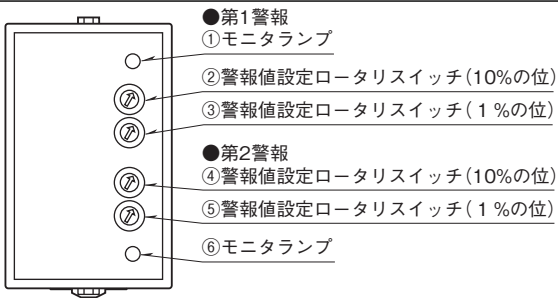 ●第1警報
①モニタランプ
②警報値設定ロータリスイッチ(10%の位)
③警報値設定ロータリスイッチ( 1 %の位)
●第2警報
④警報値設定ロータリスイッチ(10%の位)
⑤警報値設定ロータリスイッチ( 1 %の位)
⑥モニタランプ